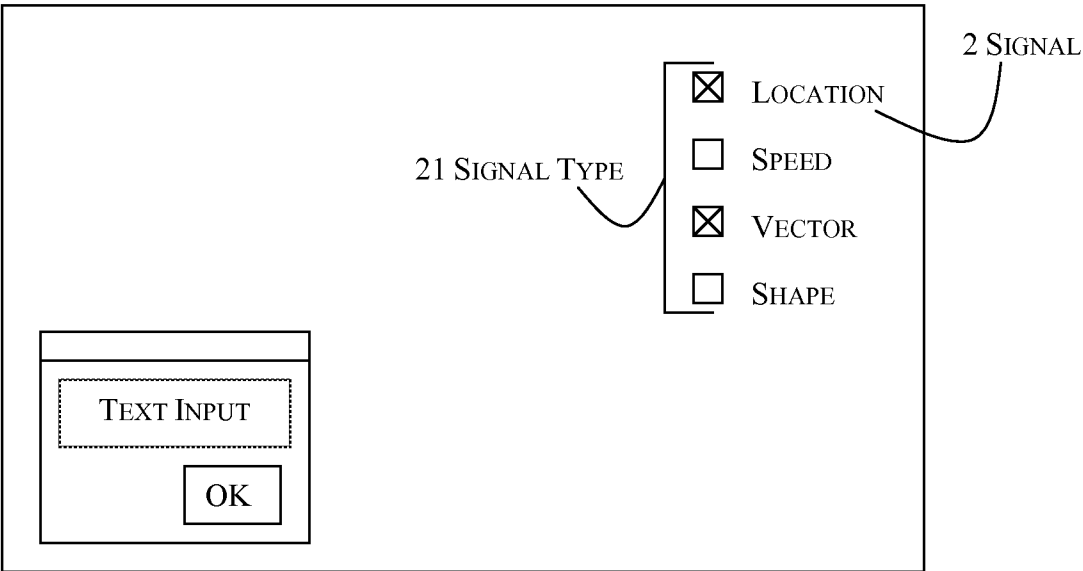 2 SIGNAL
LOCATION
SPEED
21 SIGNAL TYPE
VECTOR
SHAPE
TEXT INPUT
OK